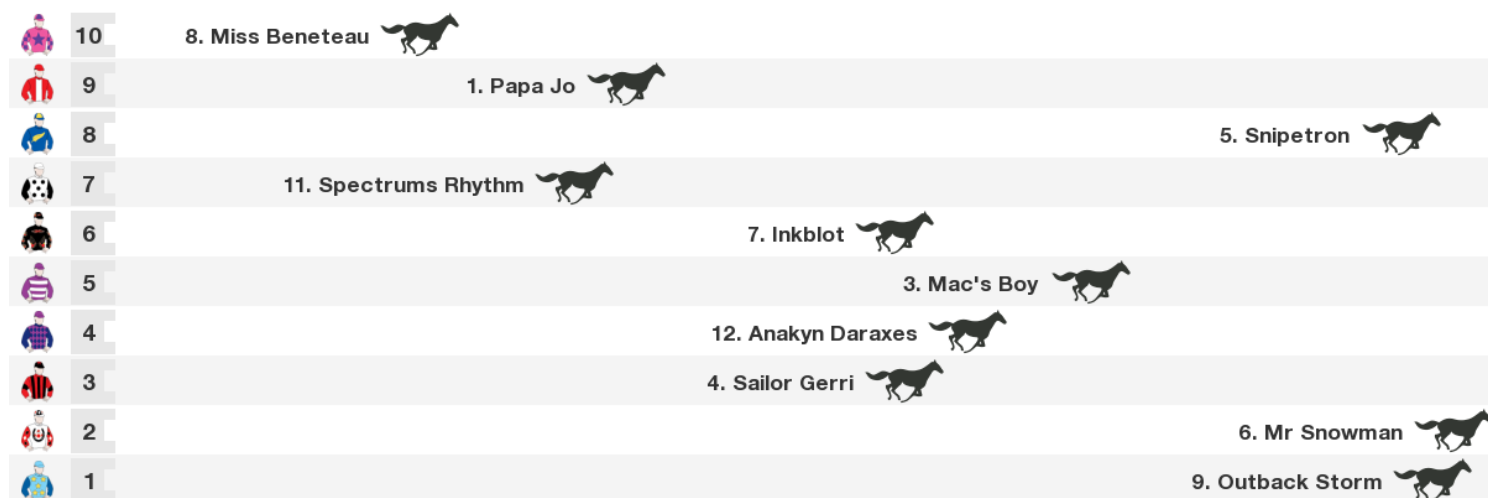 10 8. Miss Beneteau
9 1. Papa Jo
8 5. Snipetron
7 11. Spectrums Rhythm
6 7. Inkblot
5 3. Mac's Boy
4 12. Anakyn Daraxes
3 4. Sailor Gerri
2 6. Mr Snowman
1 9. Outback Storm